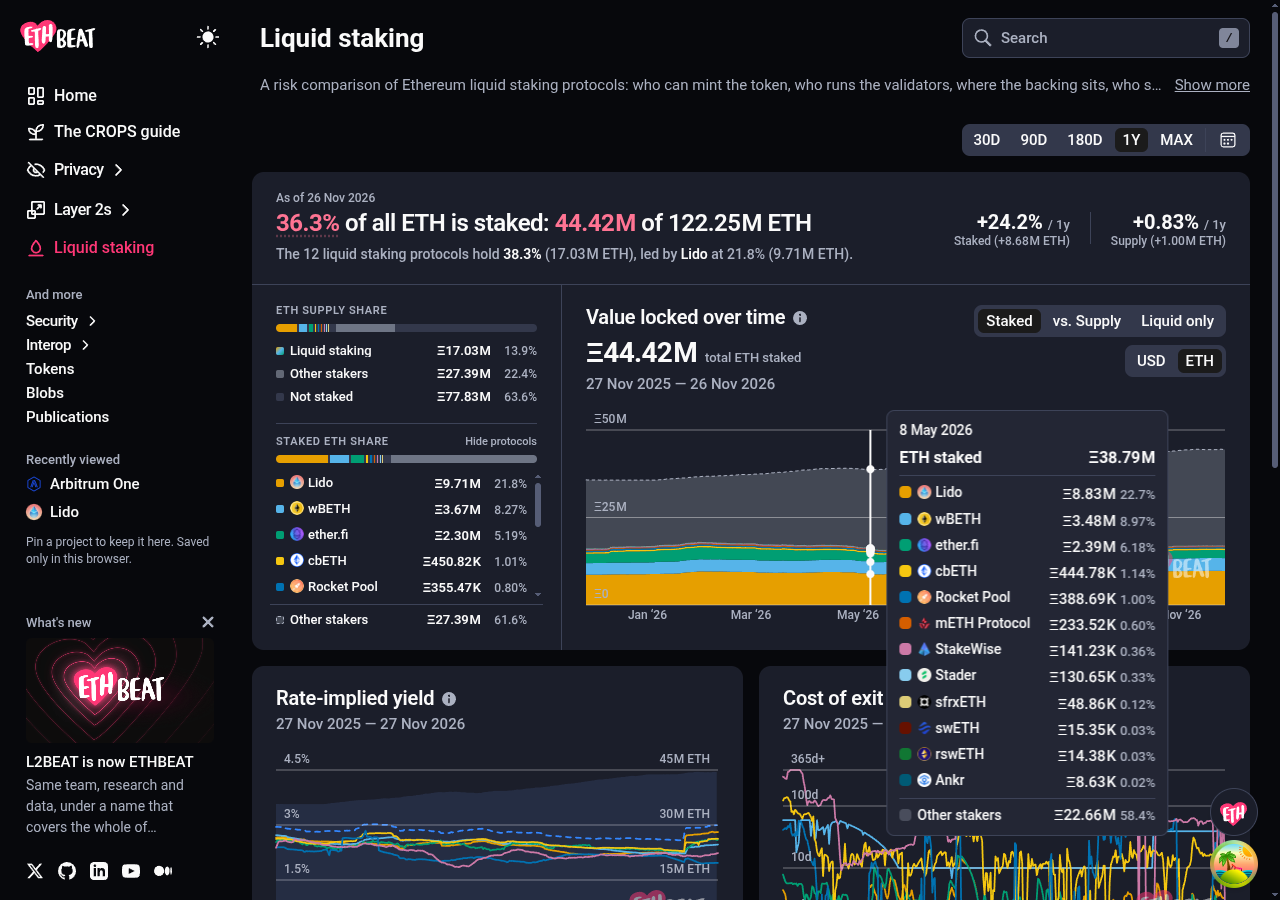 ETH BEAT
Home
The CROPS guide
Privacy
Layer 2s
Liquid staking
And more
Security
Interop
Tokens
Blobs
Publications
Recently viewed
Arbitrum One
Lido
Pin a project to keep it here. Saved
only in this browser.
What's new
ETH BEAT
L2BEAT is now ETHBEAT
Same team, research and
data, under a name that
covers the whole of…
Liquid staking
Search
/
A risk comparison of Ethereum liquid staking protocols: who can mint the token, who runs the validators, where the backing sits, who s…
Show more
30D 90D 180D 1Y MAX
As of 26 Nov 2026
36.3% of all ETH is staked: 44.42M of 122.25M ETH
The 12 liquid staking protocols hold 38.3% (17.03M ETH), led by Lido at 21.8% (9.71M ETH).
+24.2% / 1y
Staked (+8.68M ETH)
+0.83% / 1y
Supply (+1.00M ETH)
ETH SUPPLY SHARE
Liquid staking Ξ17.03M 13.9%
Other stakers Ξ27.39M 22.4%
Not staked Ξ77.83M 63.6%
STAKED ETH SHARE Hide protocols
Lido Ξ9.71M 21.8%
wBETH Ξ3.67M 8.27%
ether.fi Ξ2.30M 5.19%
cbETH Ξ450.82K 1.01%
Rocket Pool Ξ355.47K 0.80%
Other stakers Ξ27.39M 61.6%
Value locked over time
Ξ44.42M total ETH staked
27 Nov 2025 — 26 Nov 2026
Staked vs. Supply Liquid only
USD ETH
Ξ50M
Ξ25M
Ξ0
Jan ‘26 Mar ‘26 May ‘26 ov ‘26
BEAT
8 May 2026
ETH staked Ξ38.79M
Lido Ξ8.83M 22.7%
wBETH Ξ3.48M 8.97%
ether.fi Ξ2.39M 6.18%
cbETH Ξ444.78K 1.14%
Rocket Pool Ξ388.69K 1.00%
mETH Protocol Ξ233.52K 0.60%
StakeWise Ξ141.23K 0.36%
Stader Ξ130.65K 0.33%
sfrxETH Ξ48.86K 0.12%
swETH Ξ15.35K 0.03%
rswETH Ξ14.38K 0.03%
Ankr Ξ8.63K 0.02%
Other stakers Ξ22.66M 58.4%
Rate-implied yield
27 Nov 2025 — 27 Nov 2026
4.5% 45M ETH
3% 30M ETH
1.5% 15M ETH
Cost of exit
27 Nov 2025 —
365d+
100d
10d
ETH